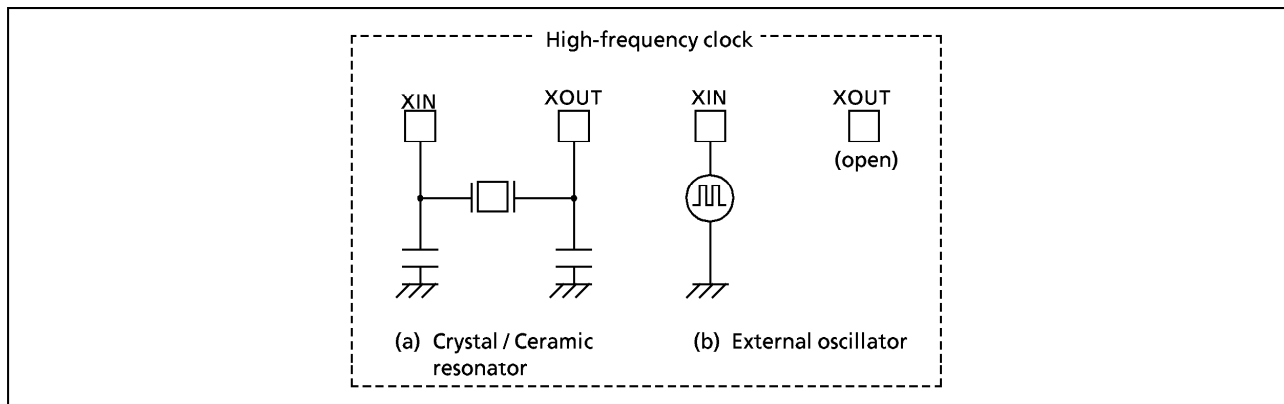 High-frequency clock
XIN
XOUT
XIN
XOUT
(open)
(a) Crystal / Ceramic
resonator
(b) External oscillator